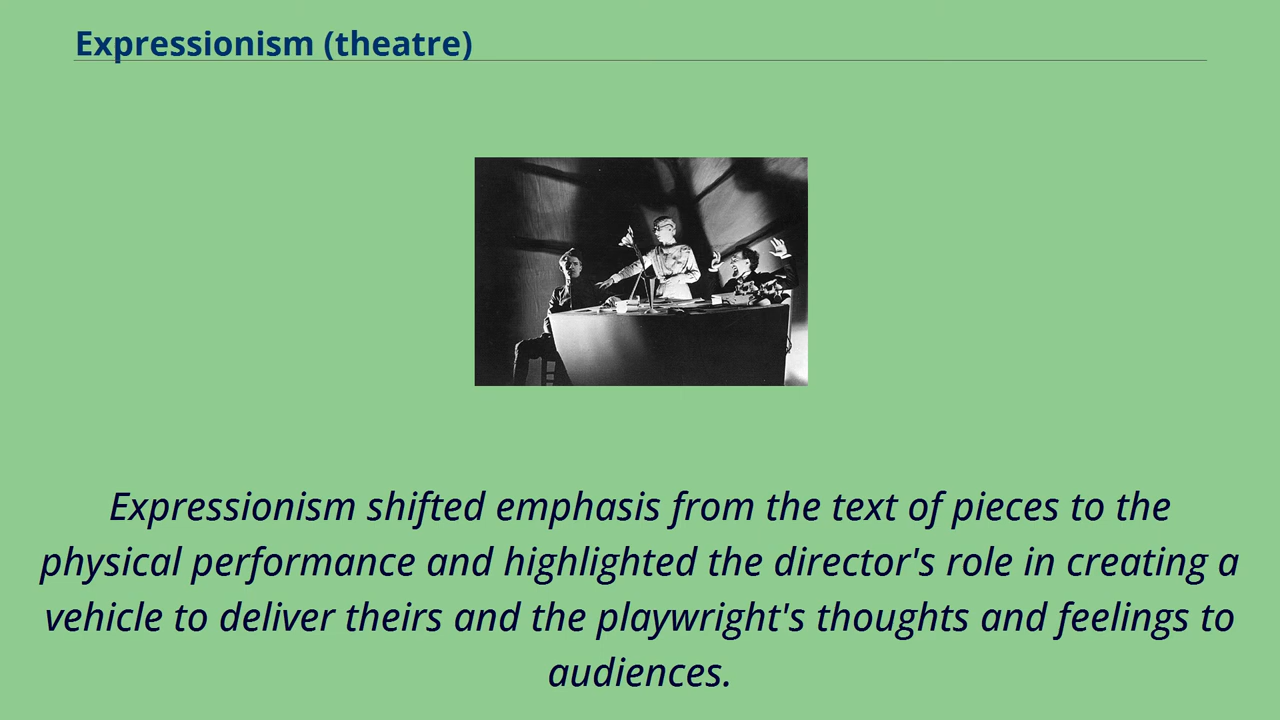 Expressionism (theatre)
Expressionism shifted emphasis from the text of pieces to the
physical performance and highlighted the director's role in creating a
vehicle to deliver theirs and the playwright's thoughts and feelings to
audiences.